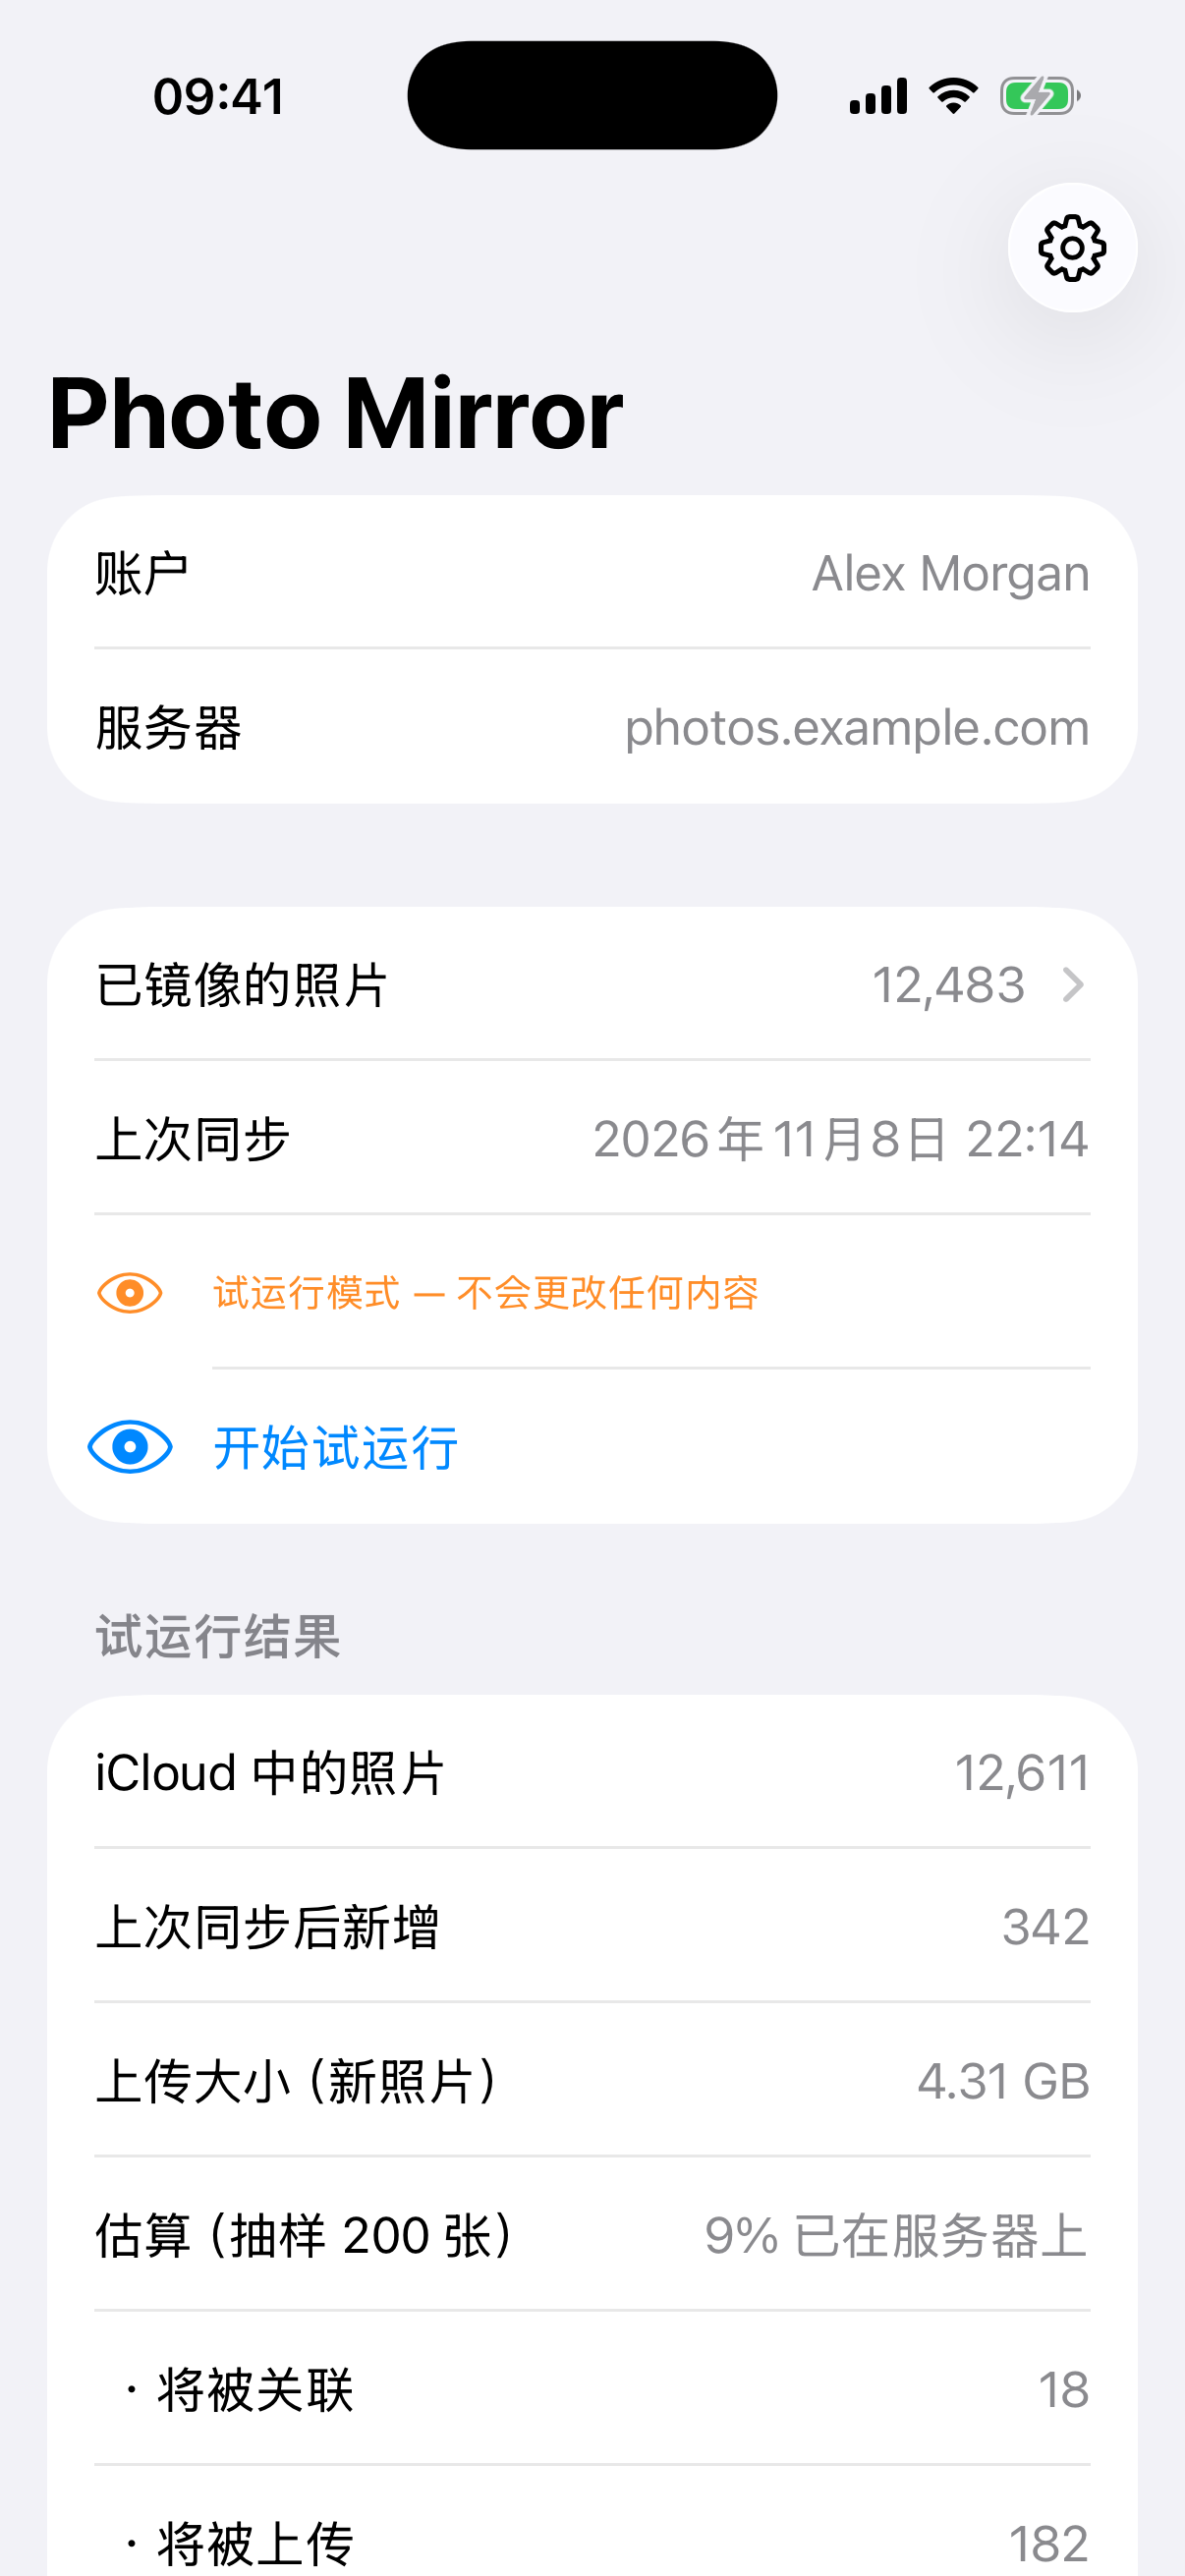 09:41
Photo Mirror
账户 Alex Morgan
服务器 photos.example.com
已镜像的照片 12,483
上次同步 2026年11月8日 22:14
试运行模式 — 不会更改任何内容
开始试运行
试运行结果
iCloud 中的照片 12,611
上次同步后新增 342
上传大小（新照片） 4.31 GB
估算（抽样 200 张） 9% 已在服务器上
· 将被关联 18
· 将被上传 182